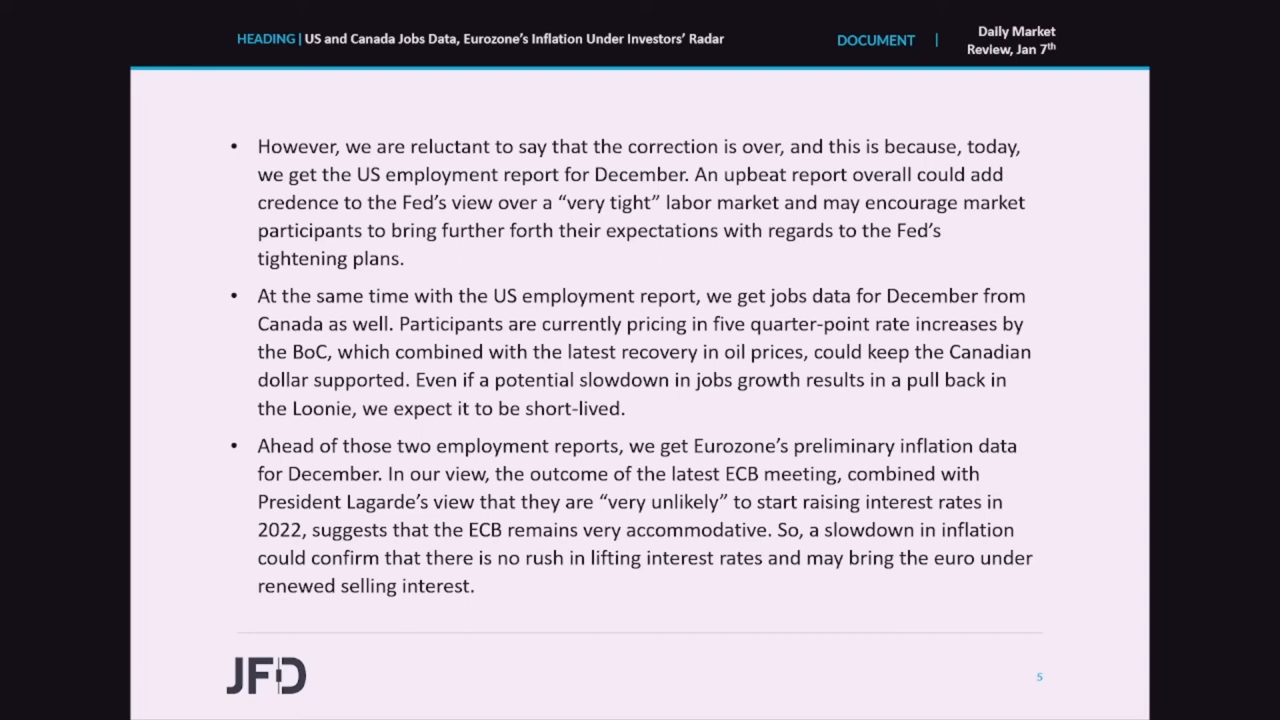 HEADING | US and Canada Jobs Data, Eurozone's Inflation Under Investors' Radar
DOCUMENT |
Daily Market
Review, Jan 7th
• However, we are reluctant to say that the correction is over, and this is because, today,
we get the US employment report for December. An upbeat report overall could add
credence to the Fed's view over a “very tight” labor market and may encourage market
participants to bring further forth their expectations with regards to the Fed's
tightening plans.
• At the same time with the US employment report, we get jobs data for December from
Canada as well. Participants are currently pricing in five quarter-point rate increases by
the BoC, which combined with the latest recovery in oil prices, could keep the Canadian
dollar supported. Even if a potential slowdown in jobs growth results in a pull back in
the Loonie, we expect it to be short-lived.
• Ahead of those two employment reports, we get Eurozone's preliminary inflation data
for December. In our view, the outcome of the latest ECB meeting, combined with
President Lagarde's view that they are “very unlikely” to start raising interest rates in
2022, suggests that the ECB remains very accommodative. So, a slowdown in inflation
could confirm that there is no rush in lifting interest rates and may bring the euro under
renewed selling interest.
JFD
5